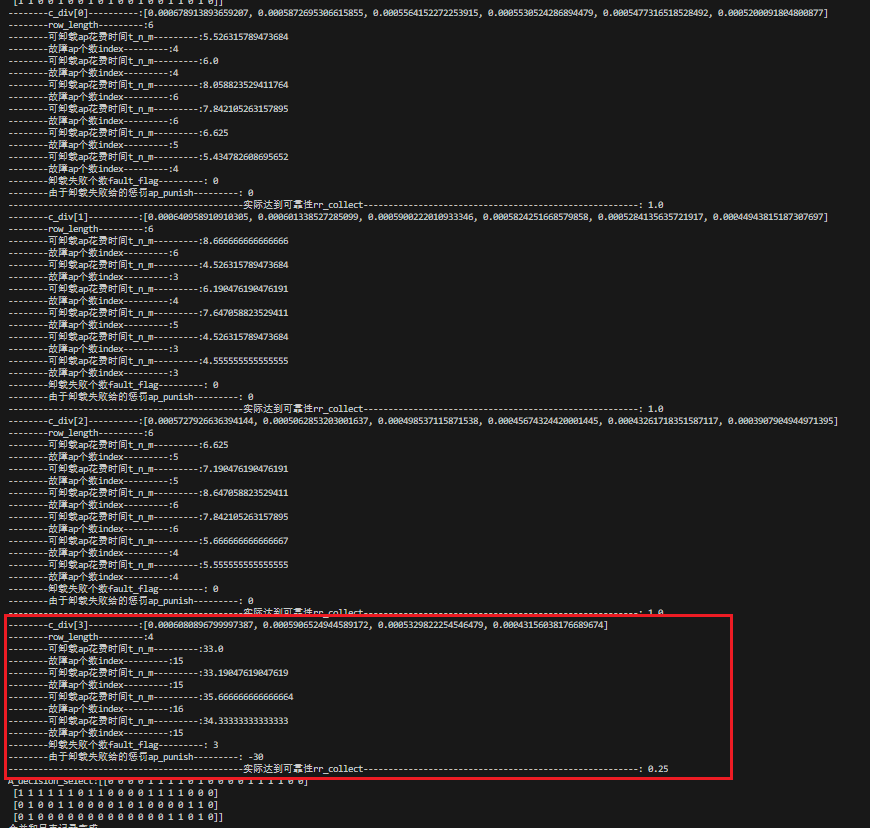 [1 1 1 0 0 1 0 0 1 0 1 0 0 0 1 0 0 1 1 0 1 0]]
--------c_div[0]----------:[0.000678913893659207, 0.0005872695306615855, 0.0005564152272253915, 0.0005530524286894479, 0.0005477316518528492, 0.0005200091804800877]
--------row_length---------:6
--------可卸载ap花费时间t_n_m---------:5.526315789473684
--------故障ap个数index---------:4
--------可卸载ap花费时间t_n_m---------:6.0
--------故障ap个数index---------:4
--------可卸载ap花费时间t_n_m---------:8.058823529411764
--------故障ap个数index---------:6
--------可卸载ap花费时间t_n_m---------:7.842105263157895
--------故障ap个数index---------:6
--------可卸载ap花费时间t_n_m---------:6.625
--------故障ap个数index---------:5
--------可卸载ap花费时间t_n_m---------:5.434782608695652
--------故障ap个数index---------:4
--------卸载失败个数fault_flag---------: 0
--------由于卸载失败给的惩罚ap_punish---------: 0
-----------------------------------------------实际达到可靠性rr_collect-------------------------------------------------------: 1.0
--------c_div[1]----------:[0.000640958910910305, 0.000601338527285099, 0.0005900222010933346, 0.0005824251668579858, 0.0005284135635721917, 0.00044943815187307697]
--------row_length---------:6
--------可卸载ap花费时间t_n_m---------:8.666666666666666
--------故障ap个数index---------:6
--------可卸载ap花费时间t_n_m---------:4.526315789473684
--------故障ap个数index---------:3
--------可卸载ap花费时间t_n_m---------:6.190476190476191
--------故障ap个数index---------:4
--------可卸载ap花费时间t_n_m---------:7.647058823529411
--------故障ap个数index---------:5
--------可卸载ap花费时间t_n_m---------:4.526315789473684
--------故障ap个数index---------:3
--------可卸载ap花费时间t_n_m---------:4.555555555555555
--------故障ap个数index---------:3
--------卸载失败个数fault_flag---------: 0
--------由于卸载失败给的惩罚ap_punish---------: 0
-----------------------------------------------实际达到可靠性rr_collect-------------------------------------------------------: 1.0
--------c_div[2]----------:[0.0005727926636394144, 0.0005062853203001637, 0.000498537115871538, 0.00045674324420001445, 0.00043261718351587117, 0.0003907904944971395]
--------row_length---------:6
--------可卸载ap花费时间t_n_m---------:6.625
--------故障ap个数index---------:5
--------可卸载ap花费时间t_n_m---------:7.190476190476191
--------故障ap个数index---------:5
--------可卸载ap花费时间t_n_m---------:8.647058823529411
--------故障ap个数index---------:6
--------可卸载ap花费时间t_n_m---------:7.842105263157895
--------故障ap个数index---------:6
--------可卸载ap花费时间t_n_m---------:5.666666666666667
--------故障ap个数index---------:4
--------可卸载ap花费时间t_n_m---------:5.555555555555555
--------故障ap个数index---------:4
--------卸载失败个数fault_flag---------: 0
--------由于卸载失败给的惩罚ap_punish---------: 0
-----------------------------------------------实际达到可靠性rr_collect-------------------------------------------------------: 1.0
--------c_div[3]----------:[0.0006080896799997387, 0.0005906524944589172, 0.0005329822254546479, 0.00043156038176689674]
--------row_length---------:4
--------可卸载ap花费时间t_n_m---------:33.0
--------故障ap个数index---------:15
--------可卸载ap花费时间t_n_m---------:33.19047619047619
--------故障ap个数index---------:15
--------可卸载ap花费时间t_n_m---------:35.666666666666664
--------故障ap个数index---------:16
--------可卸载ap花费时间t_n_m---------:34.33333333333333
--------故障ap个数index---------:15
--------卸载失败个数fault_flag---------: 3
--------由于卸载失败给的惩罚ap_punish---------: -30
-----------------------------------------------实际达到可靠性rr_collect-------------------------------------------------------: 0.25
A_decision_select:[[0 0 0 0 1 1 1 1 0 1 0 0 0 0 0 1 1 1 1 0 0]
[1 1 1 1 1 1 0 1 1 0 0 0 0 1 1 1 1 0 0 0]
[0 1 0 0 1 1 0 0 0 0 1 0 1 0 0 0 0 1 1 0]
[0 1 0 0 0 0 0 0 0 0 0 0 0 0 0 1 1 0 1 0]]